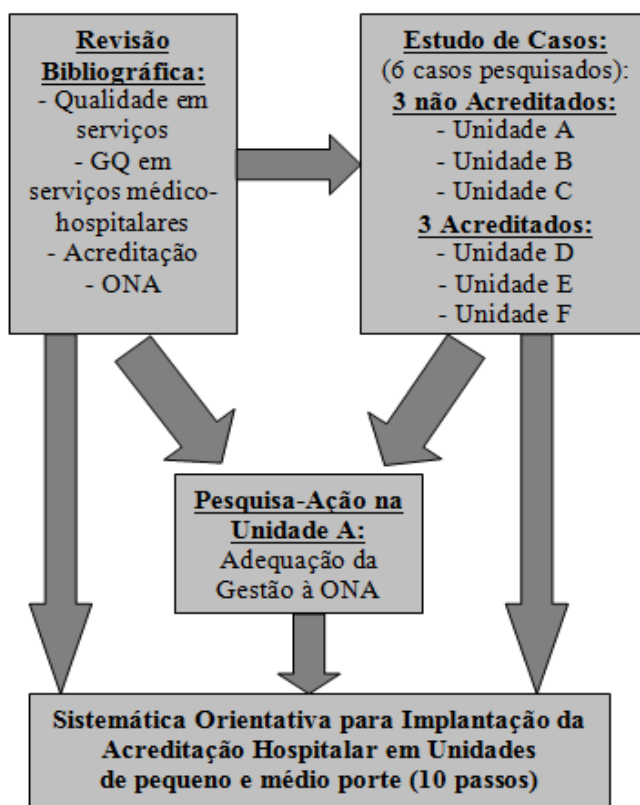 Revisão
Bibliográfica:
- Qualidade em
serviços
- GQ em
serviços médico-
hospitalares
- Acreditação
- ONA
Estudo de Casos:
(6 casos pesquisados):
3 não Acreditados:
- Unidade A
- Unidade B
- Unidade C
3 Acreditados:
- Unidade D
- Unidade E
- Unidade F
Pesquisa-Ação na
Unidade A:
Adequação da
Gestão à ONA
Sistemática Orientativa para Implantação da
Acreditação Hospitalar em Unidades
de pequeno e médio porte (10 passos)